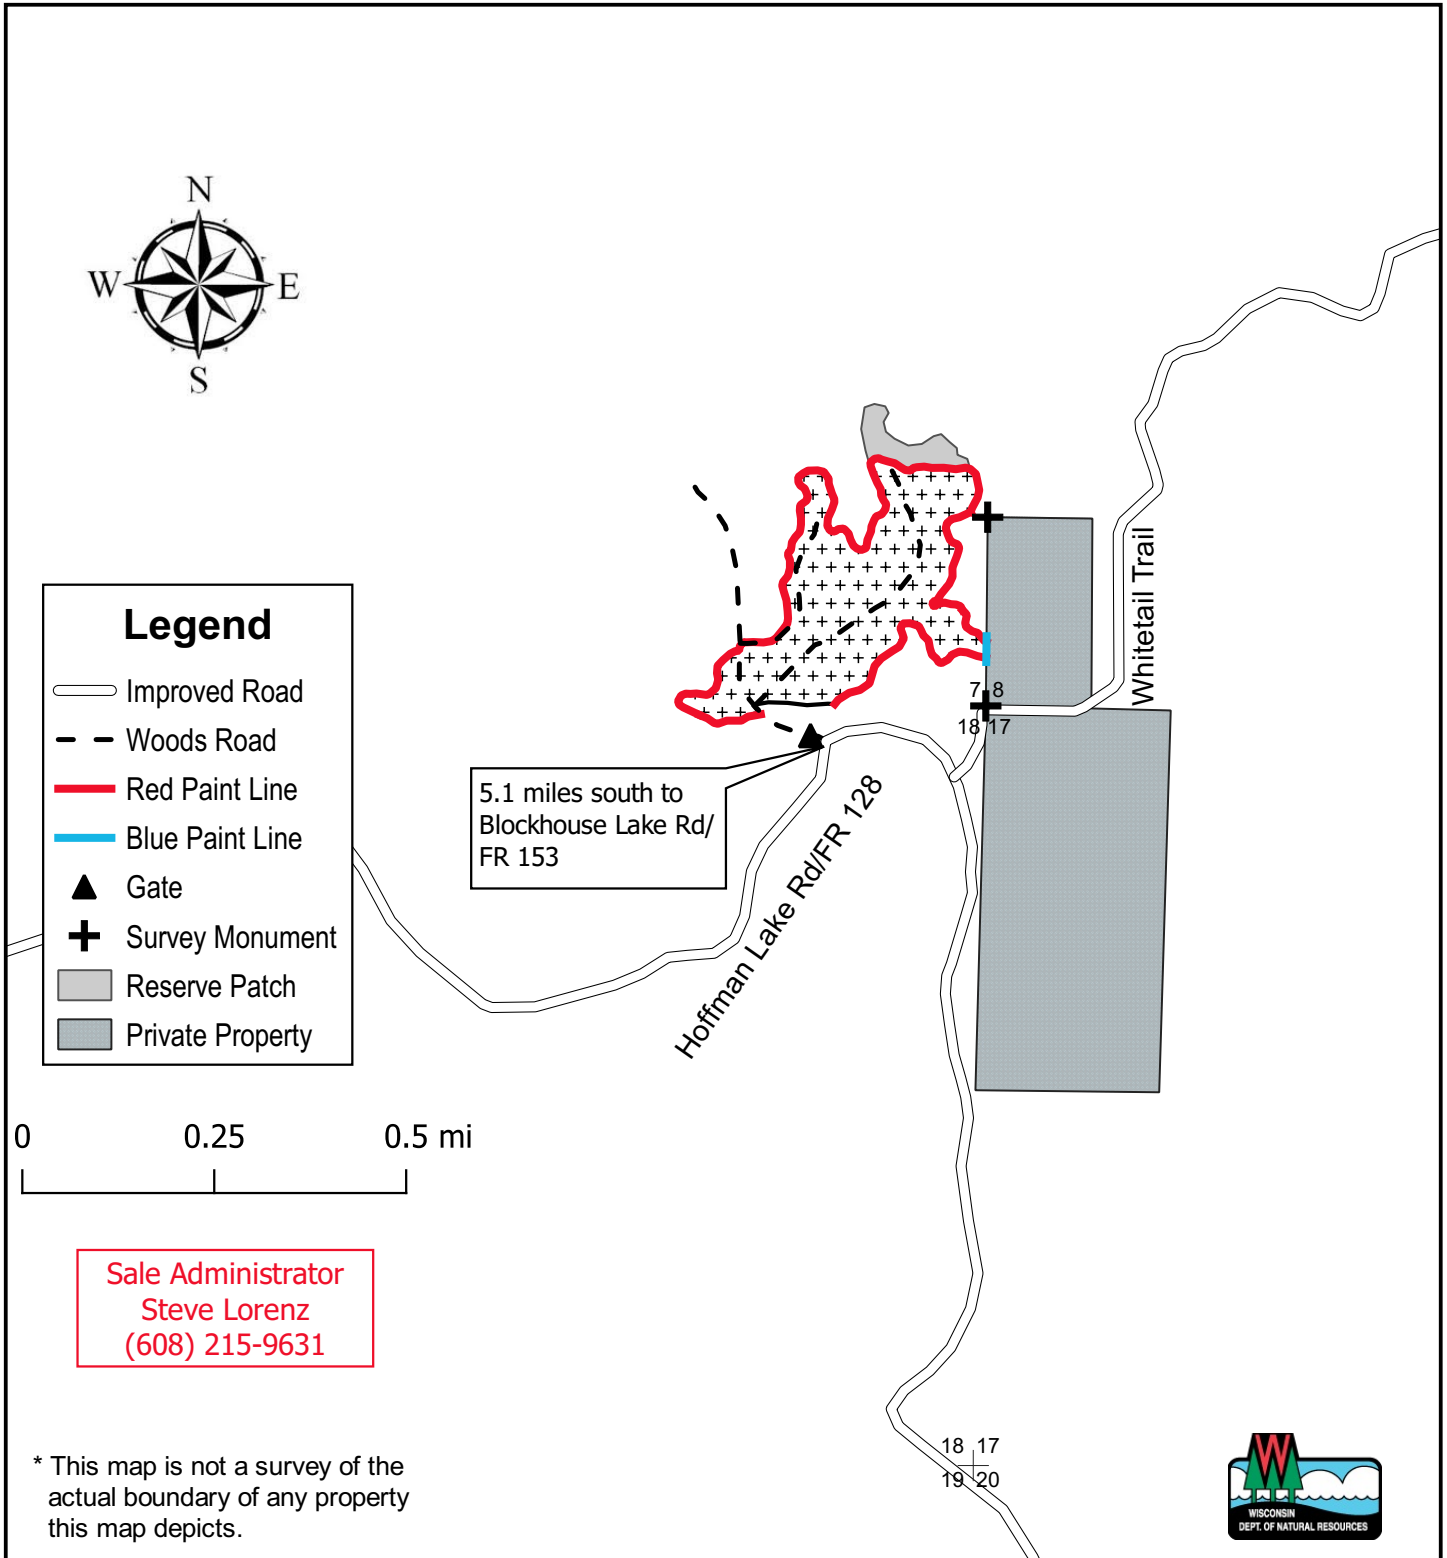 N
W
E
S
Whitetail Trail
Legend
Improved Road
Woods Road
Red Paint Line
Blue Paint Line
Gate
Survey Monument
Reserve Patch
Private Property
7 8
18 17
5.1 miles south to
Blockhouse Lake Rd/
FR 153
Hoffman Lake Rd/FR 128
0 0.25 0.5 mi
Sale Administrator
Steve Lorenz
(608) 215-9631
18 17
19 20
* This map is not a survey of the
actual boundary of any property
this map depicts.
W
WISCONSIN
DEPT. OF NATURAL RESOURCES